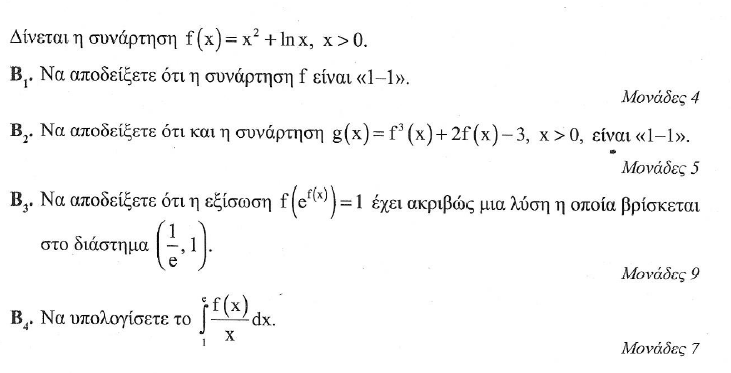 Δίνεται η συνάρτηση f(x) = x² + ln x, x > 0.
B₁. Να αποδείξετε ότι η συνάρτηση f είναι «1–1».
Μονάδες 4
B₂. Να αποδείξετε ότι και η συνάρτηση g(x) = f³(x) + 2f(x) – 3, x > 0, είναι «1–1».
Μονάδες 5
B₃. Να αποδείξετε ότι η εξίσωση f(e^{f(x)}) = 1 έχει ακριβώς μια λύση η οποία βρίσκεται
στο διάστημα (1/e, 1).
Μονάδες 9
B₄. Να υπολογίσετε το ∫₁ᵉ f(x)/x dx.
Μονάδες 7